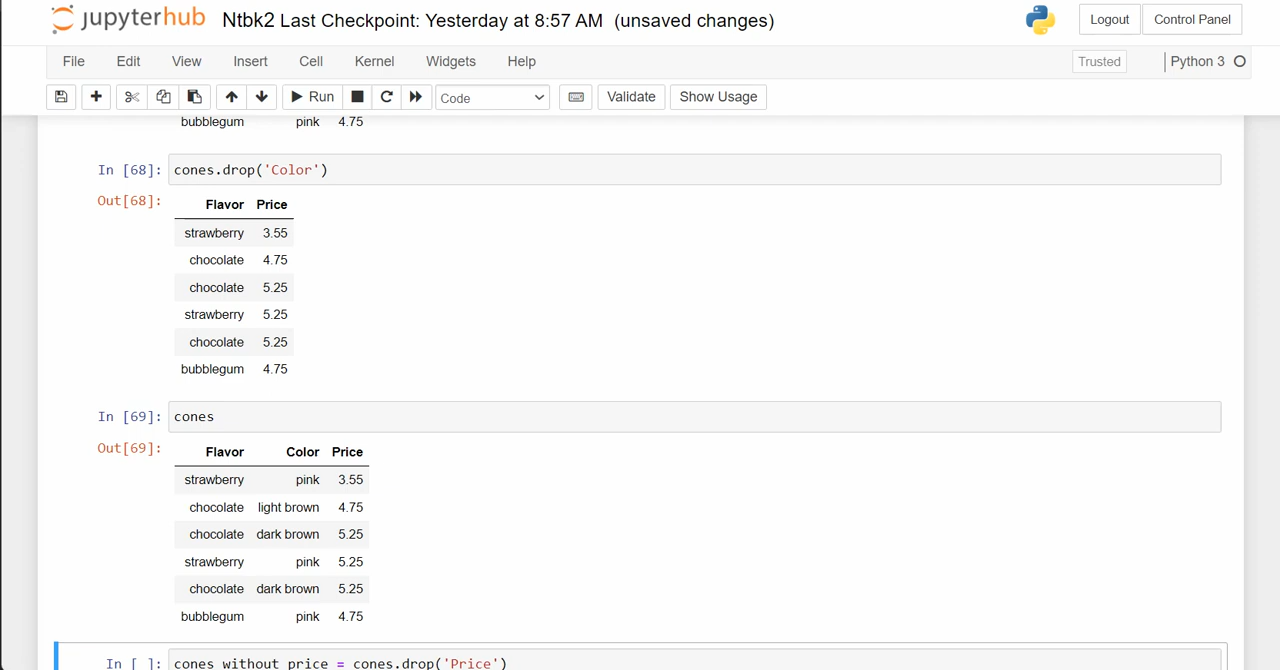 jupyterhub Ntbk2 Last Checkpoint: Yesterday at 8:57 AM (unsaved changes) Logout Control Panel
File Edit View Insert Cell Kernel Widgets Help Trusted Python 3
Run Code Validate Show Usage
bubblegum pink 4.75
In [68]: cones.drop('Color')
Out[68]:
Flavor Price
strawberry 3.55
chocolate 4.75
chocolate 5.25
strawberry 5.25
chocolate 5.25
bubblegum 4.75
In [69]: cones
Out[69]:
Flavor Color Price
strawberry pink 3.55
chocolate light brown 4.75
chocolate dark brown 5.25
strawberry pink 5.25
chocolate dark brown 5.25
bubblegum pink 4.75
In [ ]: cones_without_price = cones.drop('Price')